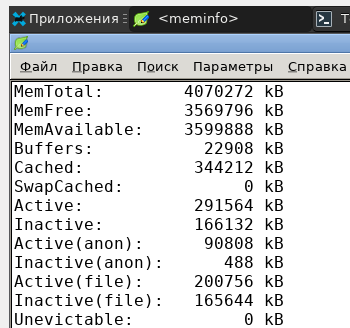 Приложения <meminfo> Т
Файл Правка Поиск Параметры Справка
MemTotal: 4070272 kB
MemFree: 3569796 kB
MemAvailable: 3599888 kB
Buffers: 22908 kB
Cached: 344212 kB
SwapCached: 0 kB
Active: 291564 kB
Inactive: 166132 kB
Active(anon): 90808 kB
Inactive(anon): 488 kB
Active(file): 200756 kB
Inactive(file): 165644 kB
Unevictable: 0 kB